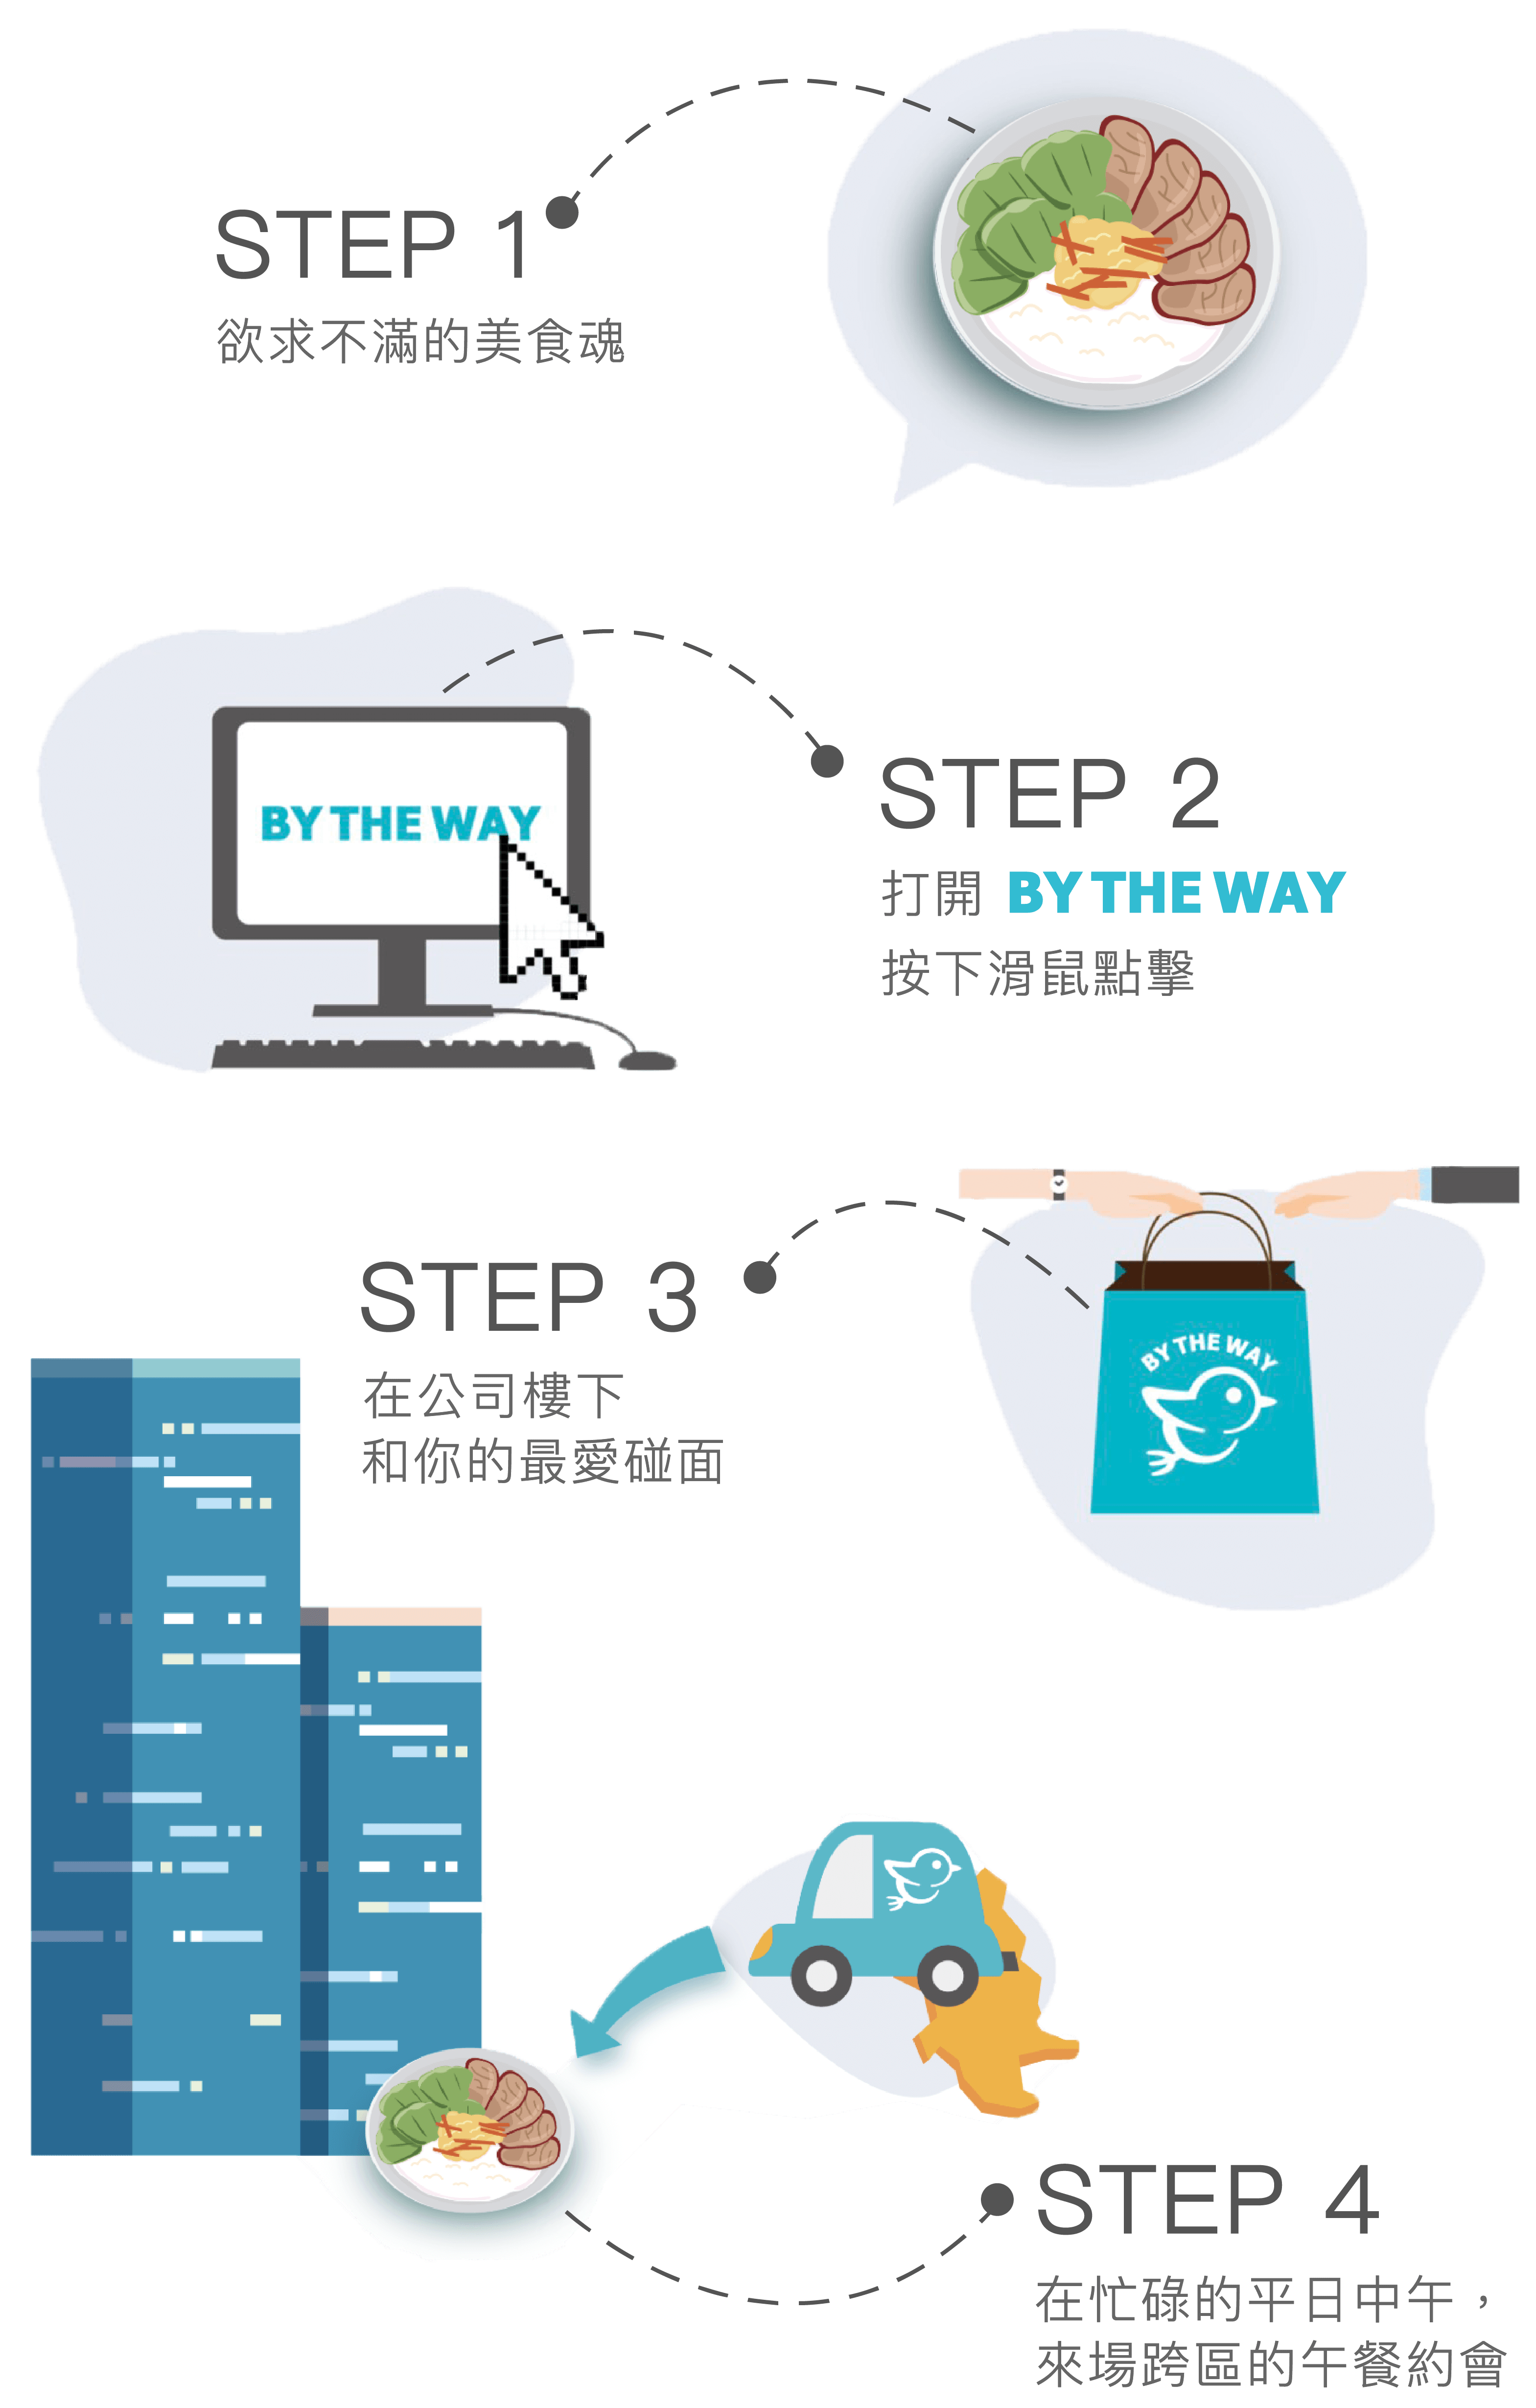 STEP 1
欲求不滿的美食魂
BY THE WAY
STEP 2
打開 BY THE WAY
按下滑鼠點擊
STEP 3
在公司樓下
和你的最愛碰面
BY THE WAY
STEP 4
在忙碌的平日中午，
來場跨區的午餐約會